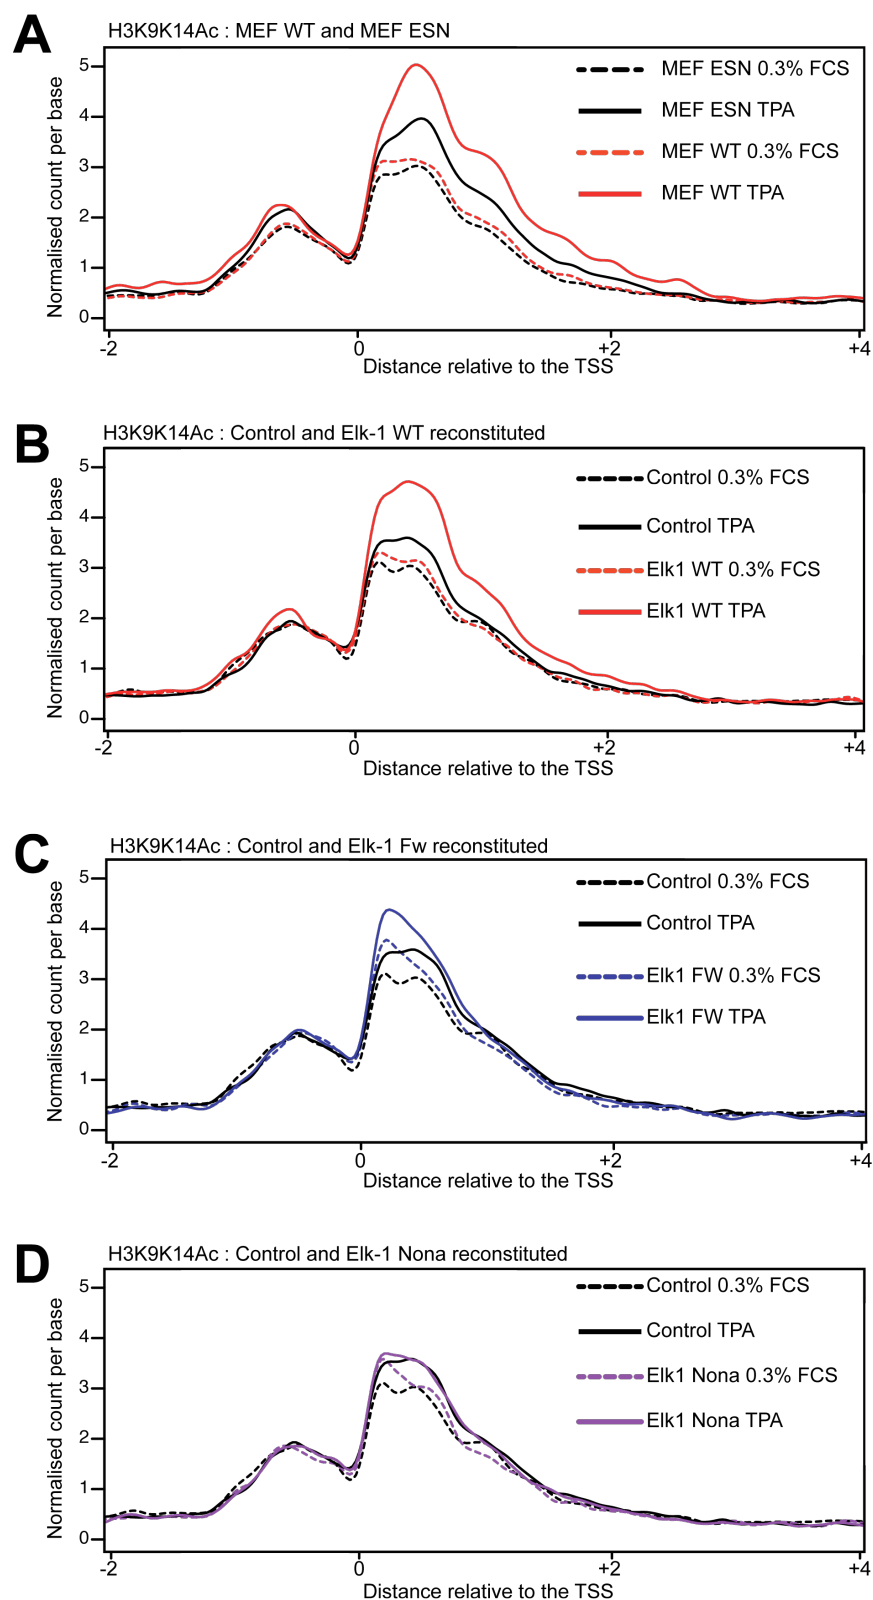 A
H3K9K14Ac : MEF WT and MEF ESN
Normalised count per base
5
4
3
2
1
0
MEF ESN 0.3% FCS
MEF ESN TPA
MEF WT 0.3% FCS
MEF WT TPA
-2
0
+2
+4
Distance relative to the TSS
B
H3K9K14Ac : Control and Elk-1 WT reconstituted
Normalised count per base
5
4
3
2
1
0
Control 0.3% FCS
Control TPA
Elk1 WT 0.3% FCS
Elk1 WT TPA
-2
0
+2
+4
Distance relative to the TSS
C
H3K9K14Ac : Control and Elk-1 Fw reconstituted
Normalised count per base
5
4
3
2
1
0
Control 0.3% FCS
Control TPA
Elk1 FW 0.3% FCS
Elk1 FW TPA
-2
0
+2
+4
Distance relative to the TSS
D
H3K9K14Ac : Control and Elk-1 Nona reconstituted
Normalised count per base
5
4
3
2
1
0
Control 0.3% FCS
Control TPA
Elk1 Nona 0.3% FCS
Elk1 Nona TPA
-2
0
+2
+4
Distance relative to the TSS